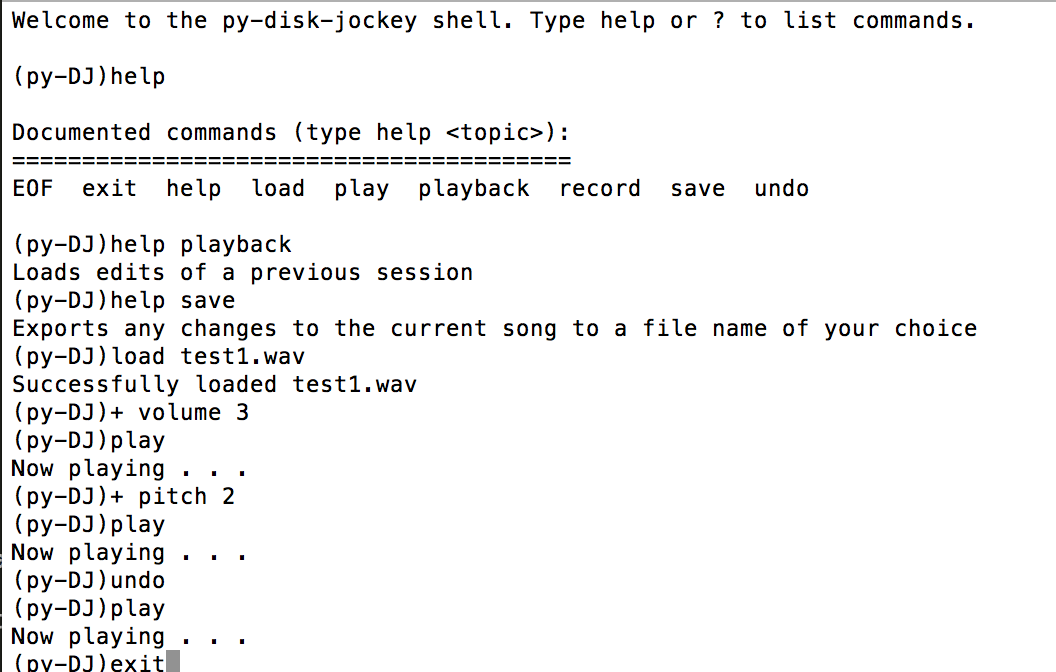 Welcome to the py-disk-jockey shell. Type help or ? to list commands.
(py-DJ)help
Documented commands (type help <topic>):
========================================
EOF  exit  help  load  play  playback  record  save  undo
(py-DJ)help playback
Loads edits of a previous session
(py-DJ)help save
Exports any changes to the current song to a file name of your choice
(py-DJ)load test1.wav
Successfully loaded test1.wav
(py-DJ)+ volume 3
(py-DJ)play
Now playing . . .
(py-DJ)+ pitch 2
(py-DJ)play
Now playing . . .
(py-DJ)undo
(py-DJ)play
Now playing . . .
(py-DJ)exit